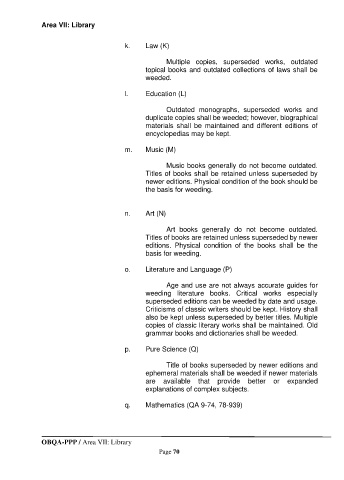 Area VII: Library
k. Law (K)
Multiple copies, superseded works, outdated
topical books and outdated collections of laws shall be
weeded.
l. Education (L)
Outdated monographs, superseded works and
duplicate copies shall be weeded; however, biographical
materials shall be maintained and different editions of
encyclopedias may be kept.
m. Music (M)
Music books generally do not become outdated.
Titles of books shall be retained unless superseded by
newer editions. Physical condition of the book should be
the basis for weeding.
n. Art (N)
Art books generally do not become outdated.
Titles of books are retained unless superseded by newer
editions. Physical condition of the books shall be the
basis for weeding.
o. Literature and Language (P)
Age and use are not always accurate guides for
weeding literature books. Critical works especially
superseded editions can be weeded by date and usage.
Criticisms of classic writers should be kept. History shall
also be kept unless superseded by better titles. Multiple
copies of classic literary works shall be maintained. Old
grammar books and dictionaries shall be weeded.
p. Pure Science (Q)
Title of books superseded by newer editions and
ephemeral materials shall be weeded if newer materials
are available that provide better or expanded
explanations of complex subjects.
q. Mathematics (QA 9-74, 78-939)
OBQA-PPP / Area VII: Library
Page 70